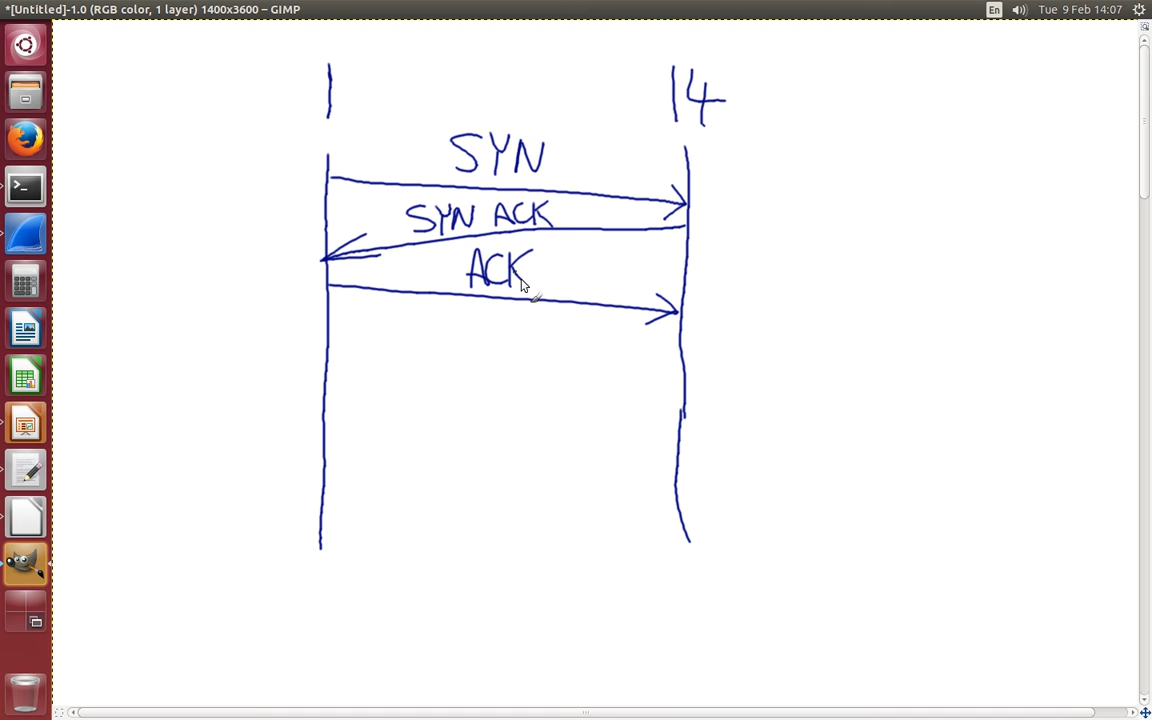 *[Untitled]-1.0 (RGB color, 1 layer) 1400x3600 – GIMP
En
Tue 9 Feb 14:07
1 14
SYN
SYN ACK
ACK